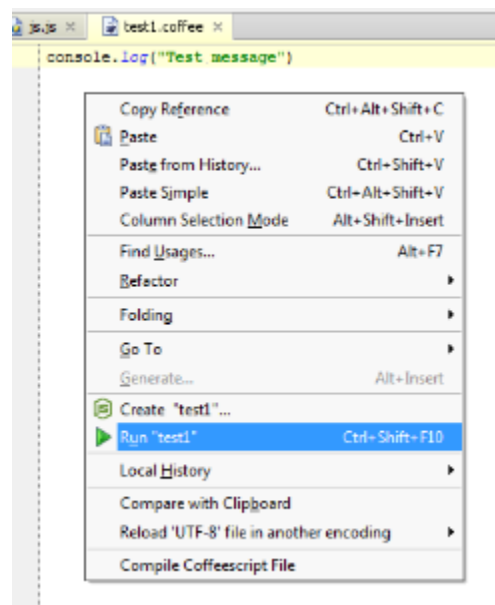 js.js × test1.coffee ×
console.log("Test message")
Copy Reference Ctrl+Alt+Shift+C
Paste Ctrl+V
Paste from History... Ctrl+Shift+V
Paste Simple Ctrl+Alt+Shift+V
Column Selection Mode Alt+Shift+Insert
Find Usages... Alt+F7
Refactor
Folding
Go To
Generate... Alt+Insert
Create "test1"...
Run "test1" Ctrl+Shift+F10
Local History
Compare with Clipboard
Reload 'UTF-8' file in another encoding
Compile Coffeescript File